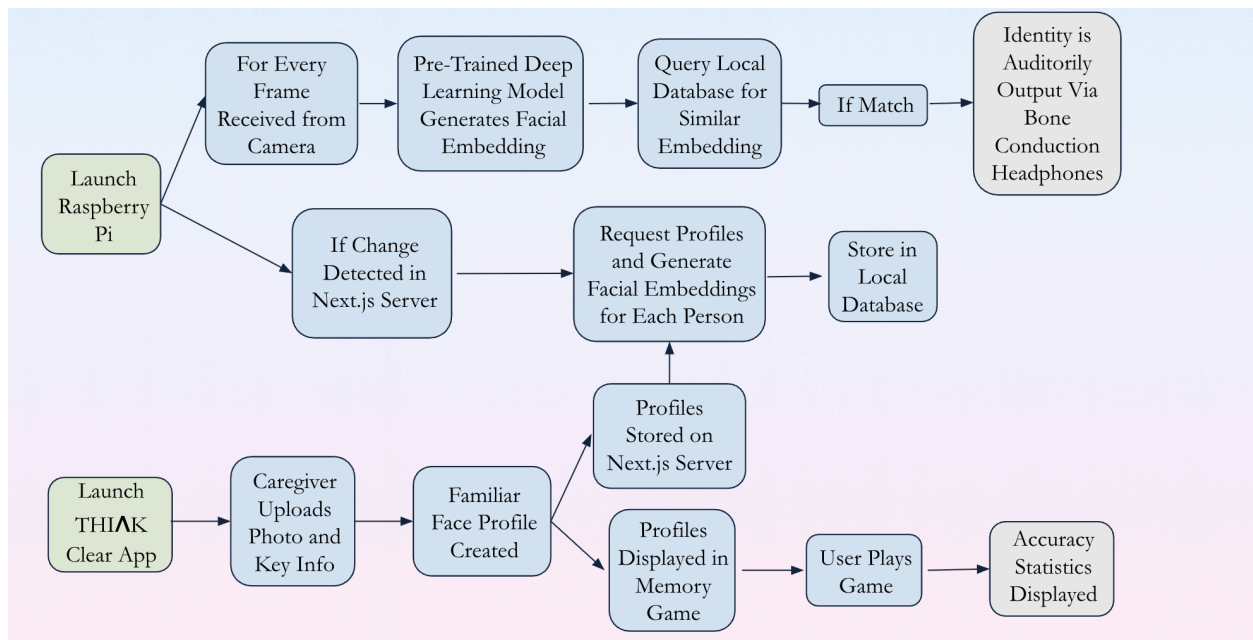 For Every
Frame
Received from
Camera
Pre-Trained Deep
Learning Model
Generates Facial
Embedding
Query Local
Database for
Similar
Embedding
If Match
Identity is
Auditorily
Output Via
Bone
Conduction
Headphones
Launch
Raspberry
Pi
If Change
Detected in
Next.js Server
Request Profiles
and Generate
Facial Embeddings
for Each Person
Store in
Local
Database
Profiles
Stored on
Next.js Server
Launch
THIΛK
Clear App
Caregiver
Uploads
Photo and
Key Info
Familiar
Face Profile
Created
Profiles
Displayed in
Memory
Game
User Plays
Game
Accuracy
Statistics
Displayed